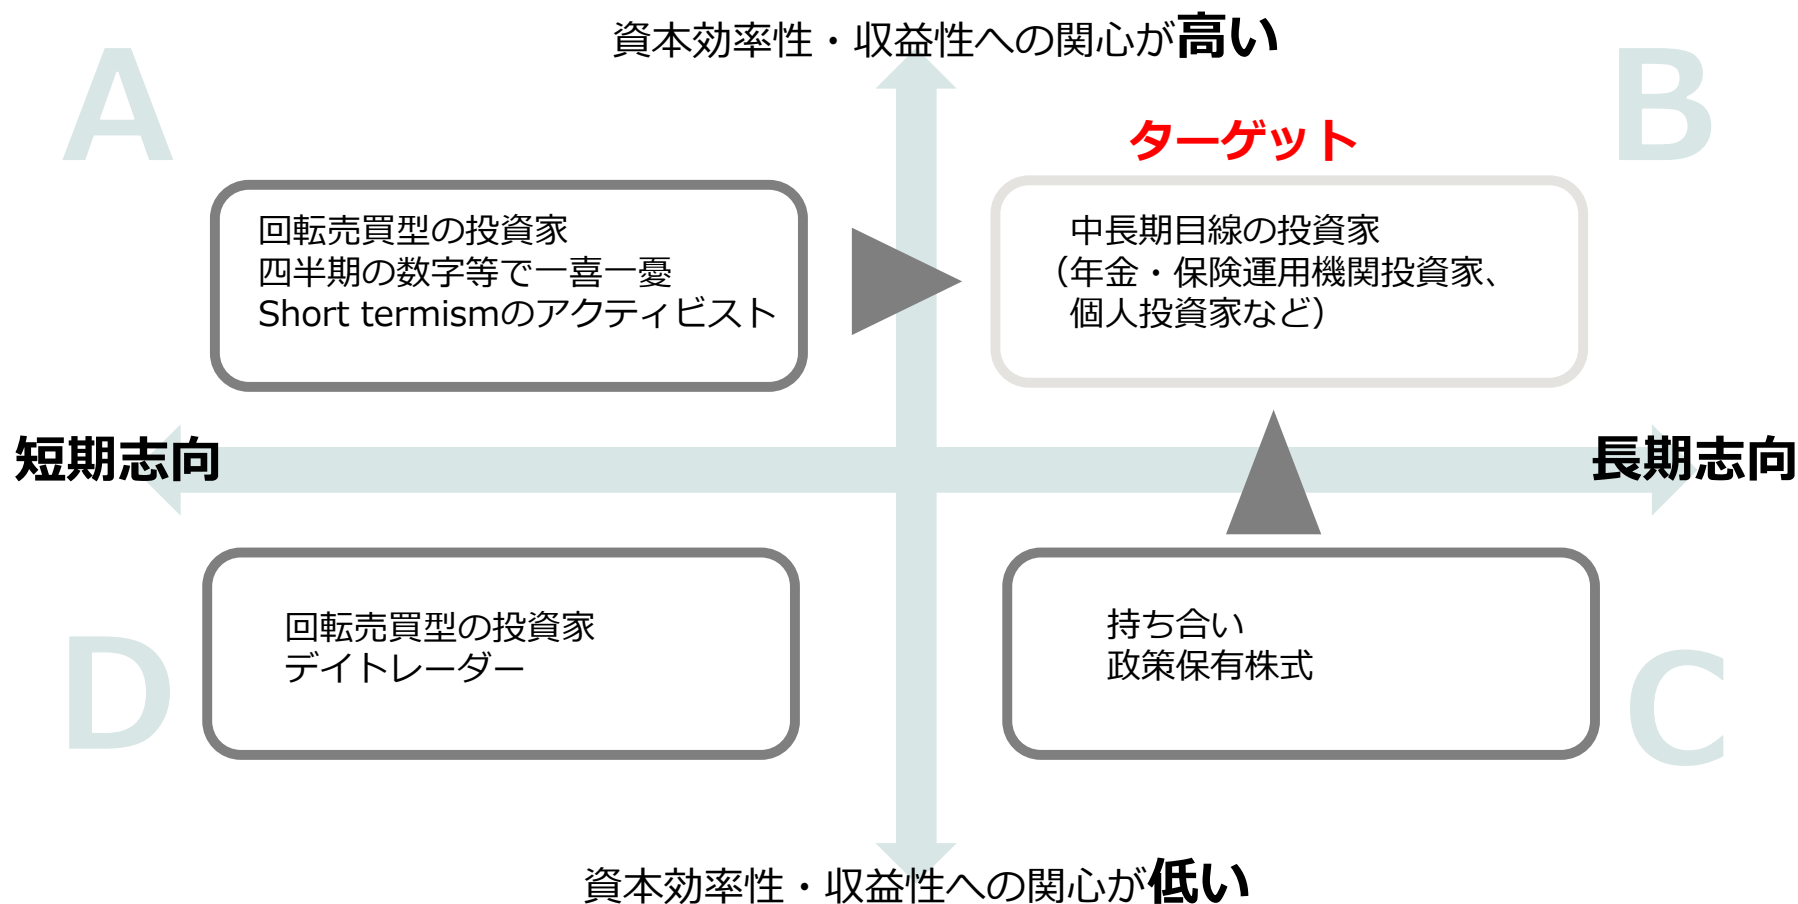 資本効率性・収益性への関心が高い
A
B
ターゲット
回転売買型の投資家
四半期の数字等で一喜一憂
Short termismのアクティビスト
中長期目線の投資家
（年金・保険運用機関投資家、
個人投資家など）
短期志向
長期志向
回転売買型の投資家
デイトレーダー
持ち合い
政策保有株式
D
C
資本効率性・収益性への関心が低い